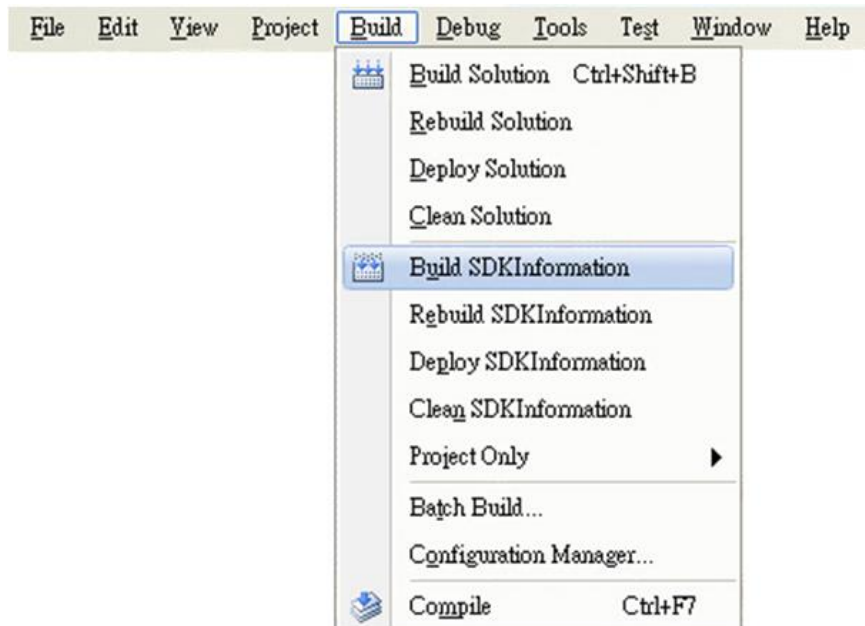 File Edit View Project Build Debug Tools Test Window Help
Build Solution Ctrl+Shift+B
Rebuild Solution
Deploy Solution
Clean Solution
Build SDKInformation
Rebuild SDKInformation
Deploy SDKInformation
Clean SDKInformation
Project Only
Batch Build...
Configuration Manager...
Compile Ctrl+F7